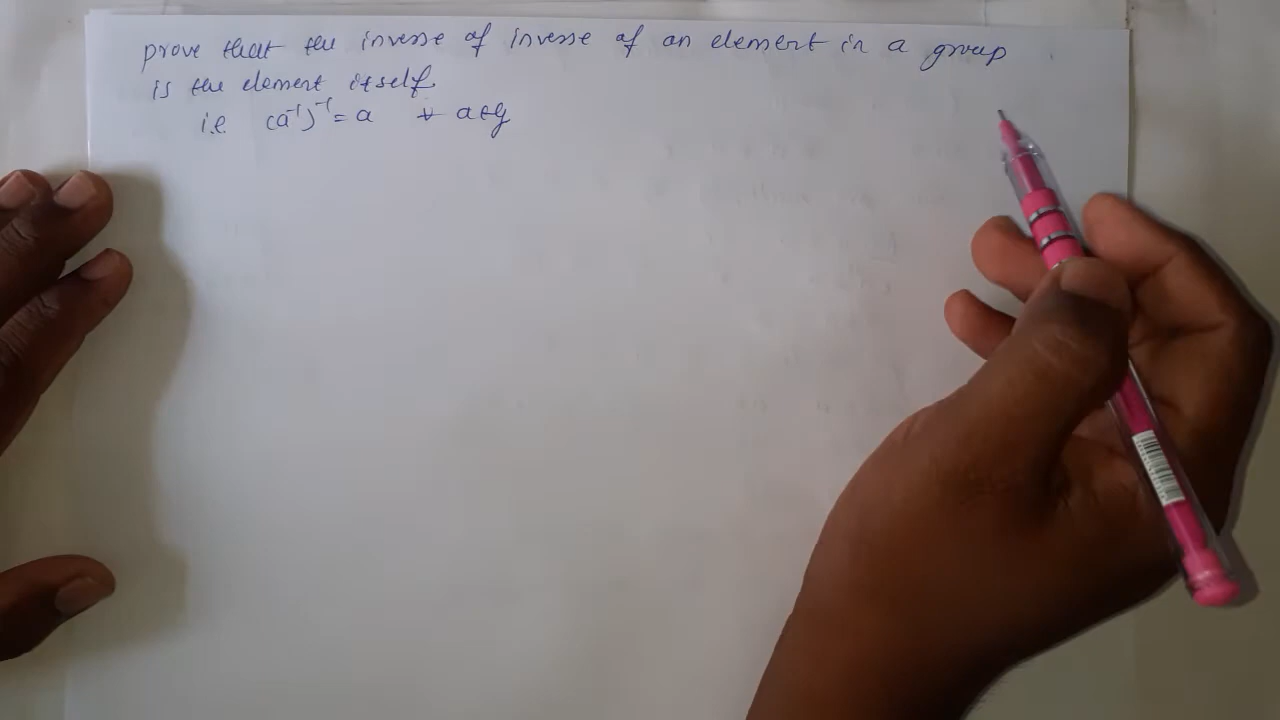 prove that the inverse of inverse of an element in a group
is the element itself.
i.e. (a⁻¹)⁻¹ = a ∀ a ∈ G